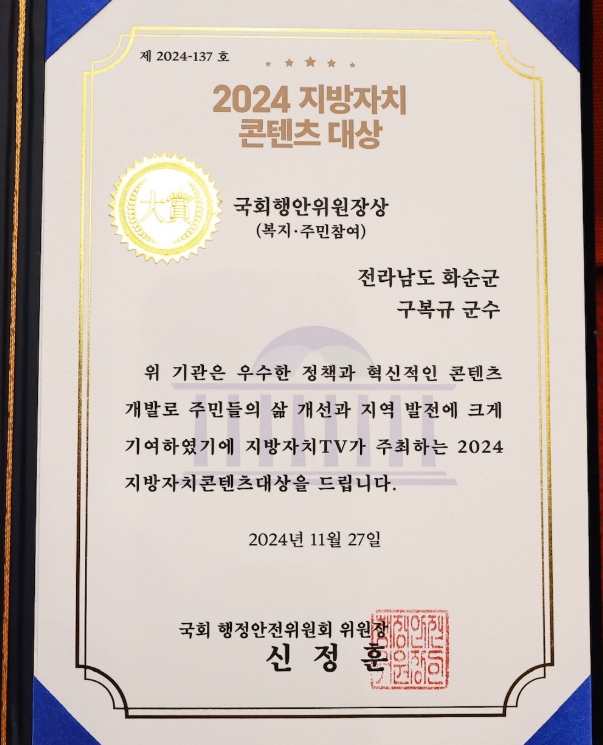 제 2024-137 호
2024 지방자치
콘텐츠 대상
大賞
국회행안위원장상
(복지·주민참여)
전라남도 화순군
구복규 군수
위 기관은 우수한 정책과 혁신적인 콘텐츠
개발로 주민들의 삶 개선과 지역 발전에 크게
기여하였기에 지방자치TV가 주최하는 2024
지방자치콘텐츠대상을 드립니다.
2024년 11월 27일
국회 행정안전위원회 위원장
신 정 훈